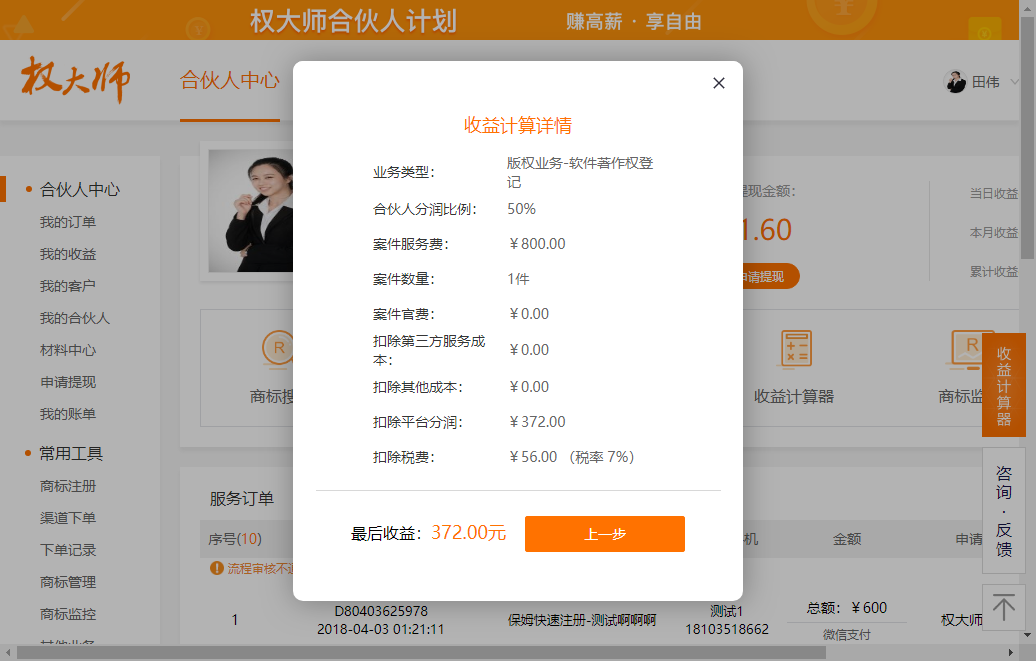 权大师合伙人计划
赚高薪 · 享自由
权大师
合伙人中心
田伟
收益计算详情
业务类型：
版权业务-软件著作权登
记
合伙人分润比例：
50%
案件服务费：
￥800.00
案件数量：
1件
案件官费：
￥0.00
扣除第三方服务成
本：
￥0.00
扣除其他成本：
￥0.00
扣除平台分润：
￥372.00
扣除税费：
￥56.00 （税率 7%）
最后收益：372.00元
上一步
合伙人中心
我的订单
我的收益
我的客户
我的合伙人
材料中心
申请提现
我的账单
常用工具
商标注册
渠道下单
下单记录
商标管理
商标监控
提现金额：
1.60
申请提现
当日收益
本月收益
累计收益
R
商标搜
收益计算器
R
商标监
收益计算器
咨询·反馈
服务订单
序号(10)
机
金额
申请
流程审核不通
1
D80403625978
2018-04-03 01:21:11
保姆快速注册-测试啊啊啊
测试1
18103518662
总额：￥600
微信支付
权大师